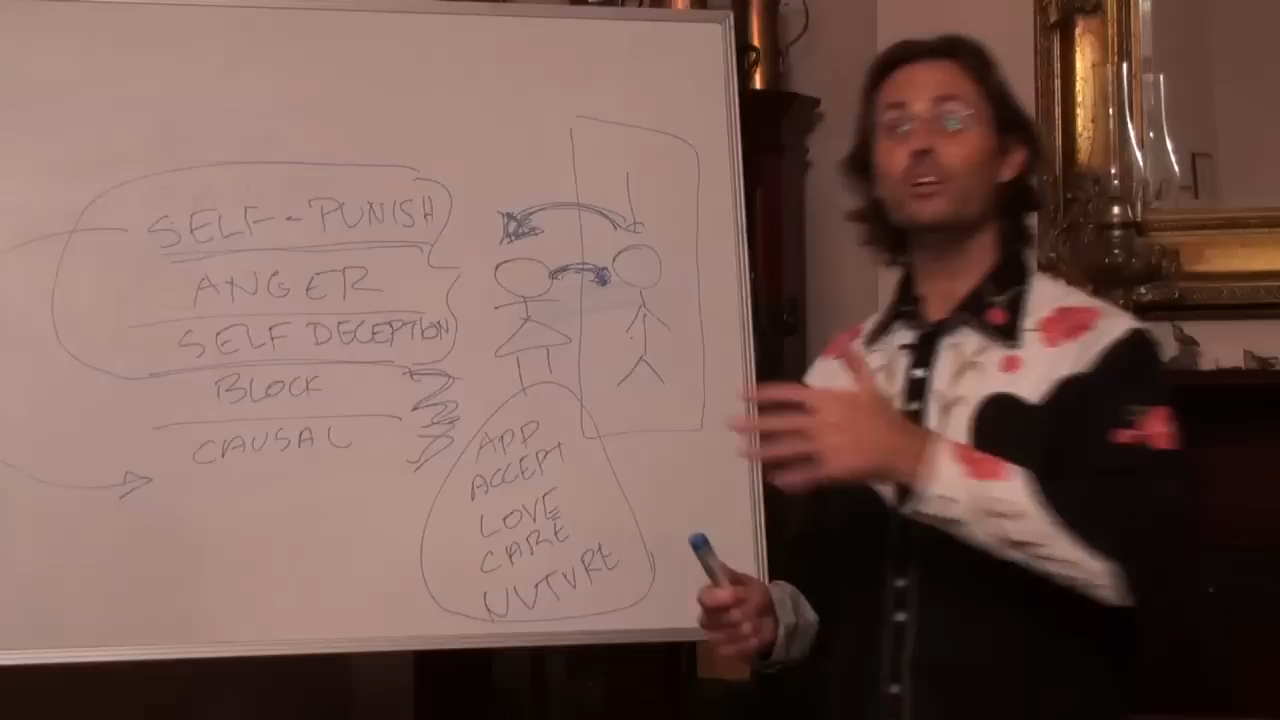 SELF-PUNISH
ANGER
SELF DECEPTION
BLOCK
CAUSAL
APP
ACCEPT
LOVE
CARE
NUTURE